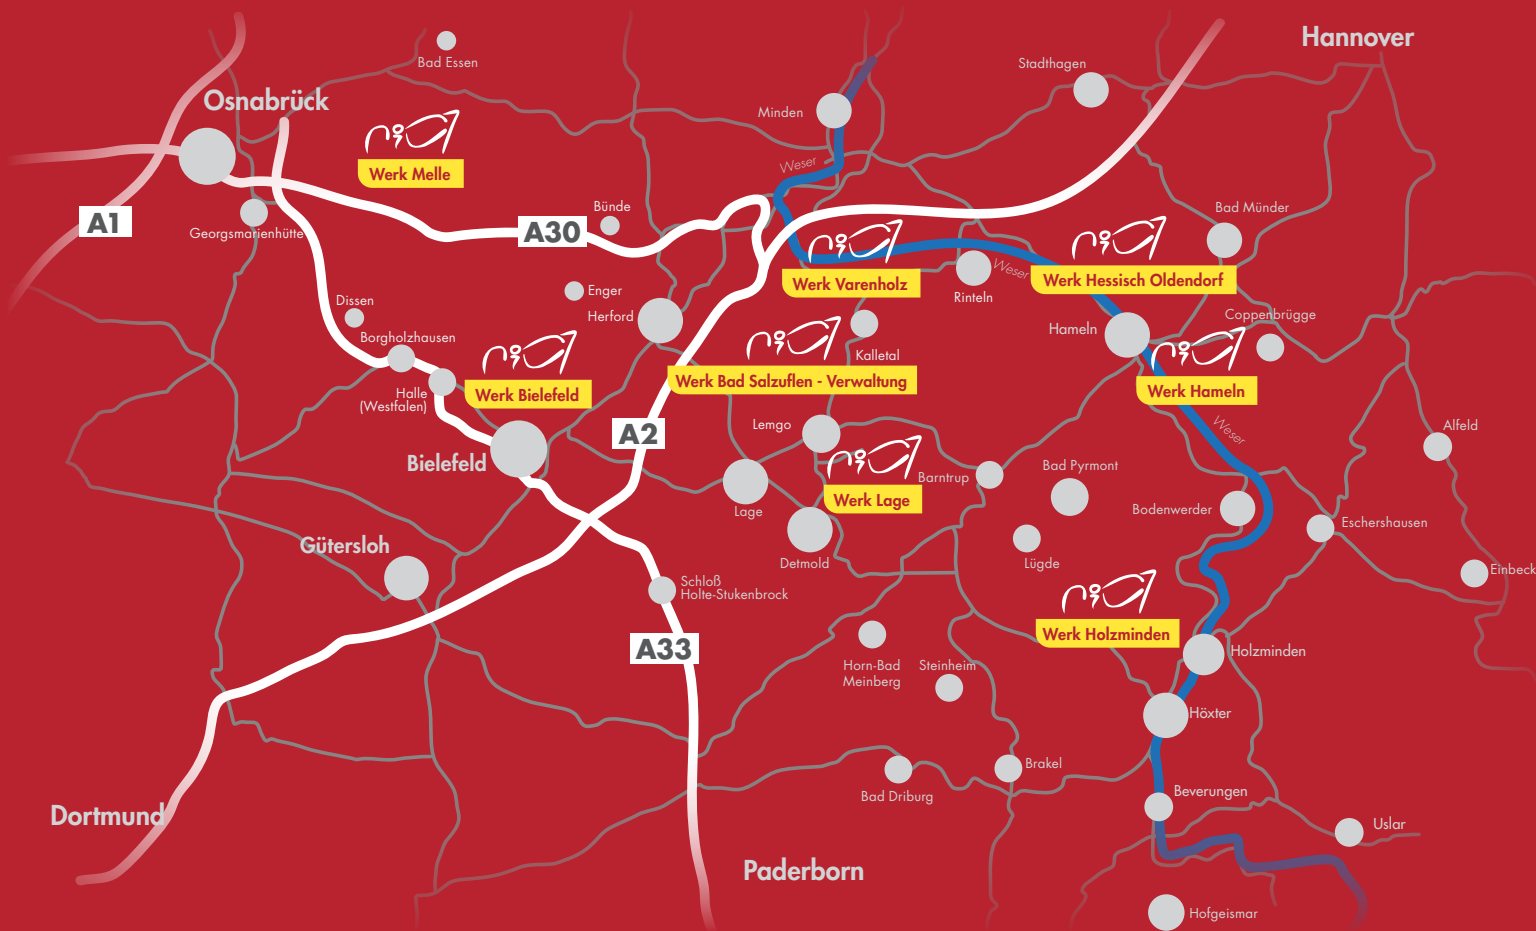 Hannover
Bad Essen
Stadthagen
Osnabrück
Minden
Weser
Werk Melle
A1
Georgsmarienhütte
A30
Bünde
Bad Münder
Werk Varenholz
Weser
Werk Hessisch Oldendorf
Rinteln
Enger
Dissen
Herford
Borgholzhausen
Hameln
Coppenbrügge
Kalletal
Werk Bad Salzuflen - Verwaltung
Halle
(Westfalen)
Werk Bielefeld
Werk Hameln
A2
Lemgo
Weser
Alfeld
Bielefeld
Bad Pyrmont
Barntrup
Werk Lage
Lage
Bodenwerder
Eschershausen
Gütersloh
Detmold
Lügde
Einbeck
Schloß
Holte-Stukenbrock
Werk Holzminden
A33
Holzminden
Horn-Bad
Meinberg
Steinheim
Höxter
Brakel
Bad Driburg
Beverungen
Dortmund
Uslar
Paderborn
Hofgeismar